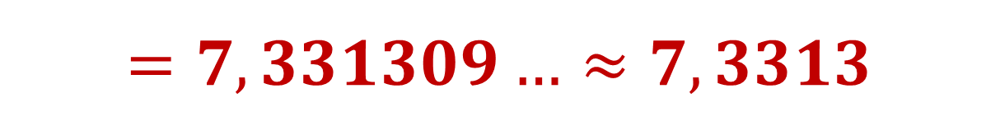 = 7,331309 ... ≈ 7,3313